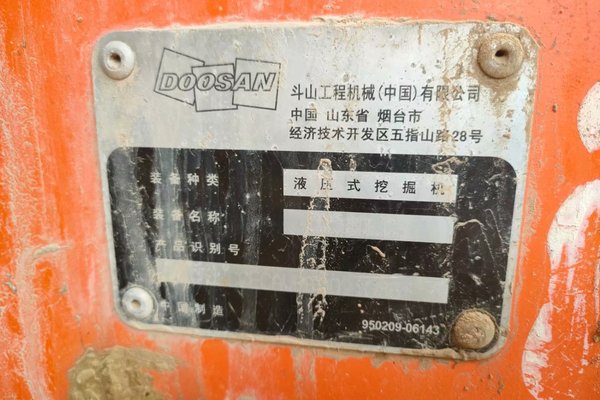 DOOSAN
斗山工程机械(中国)有限公司
中国 山东省 烟台市
经济技术开发区五指山路28号
装备种类 液压式挖掘机
装备名称
产品识别号
制造
950209-06143